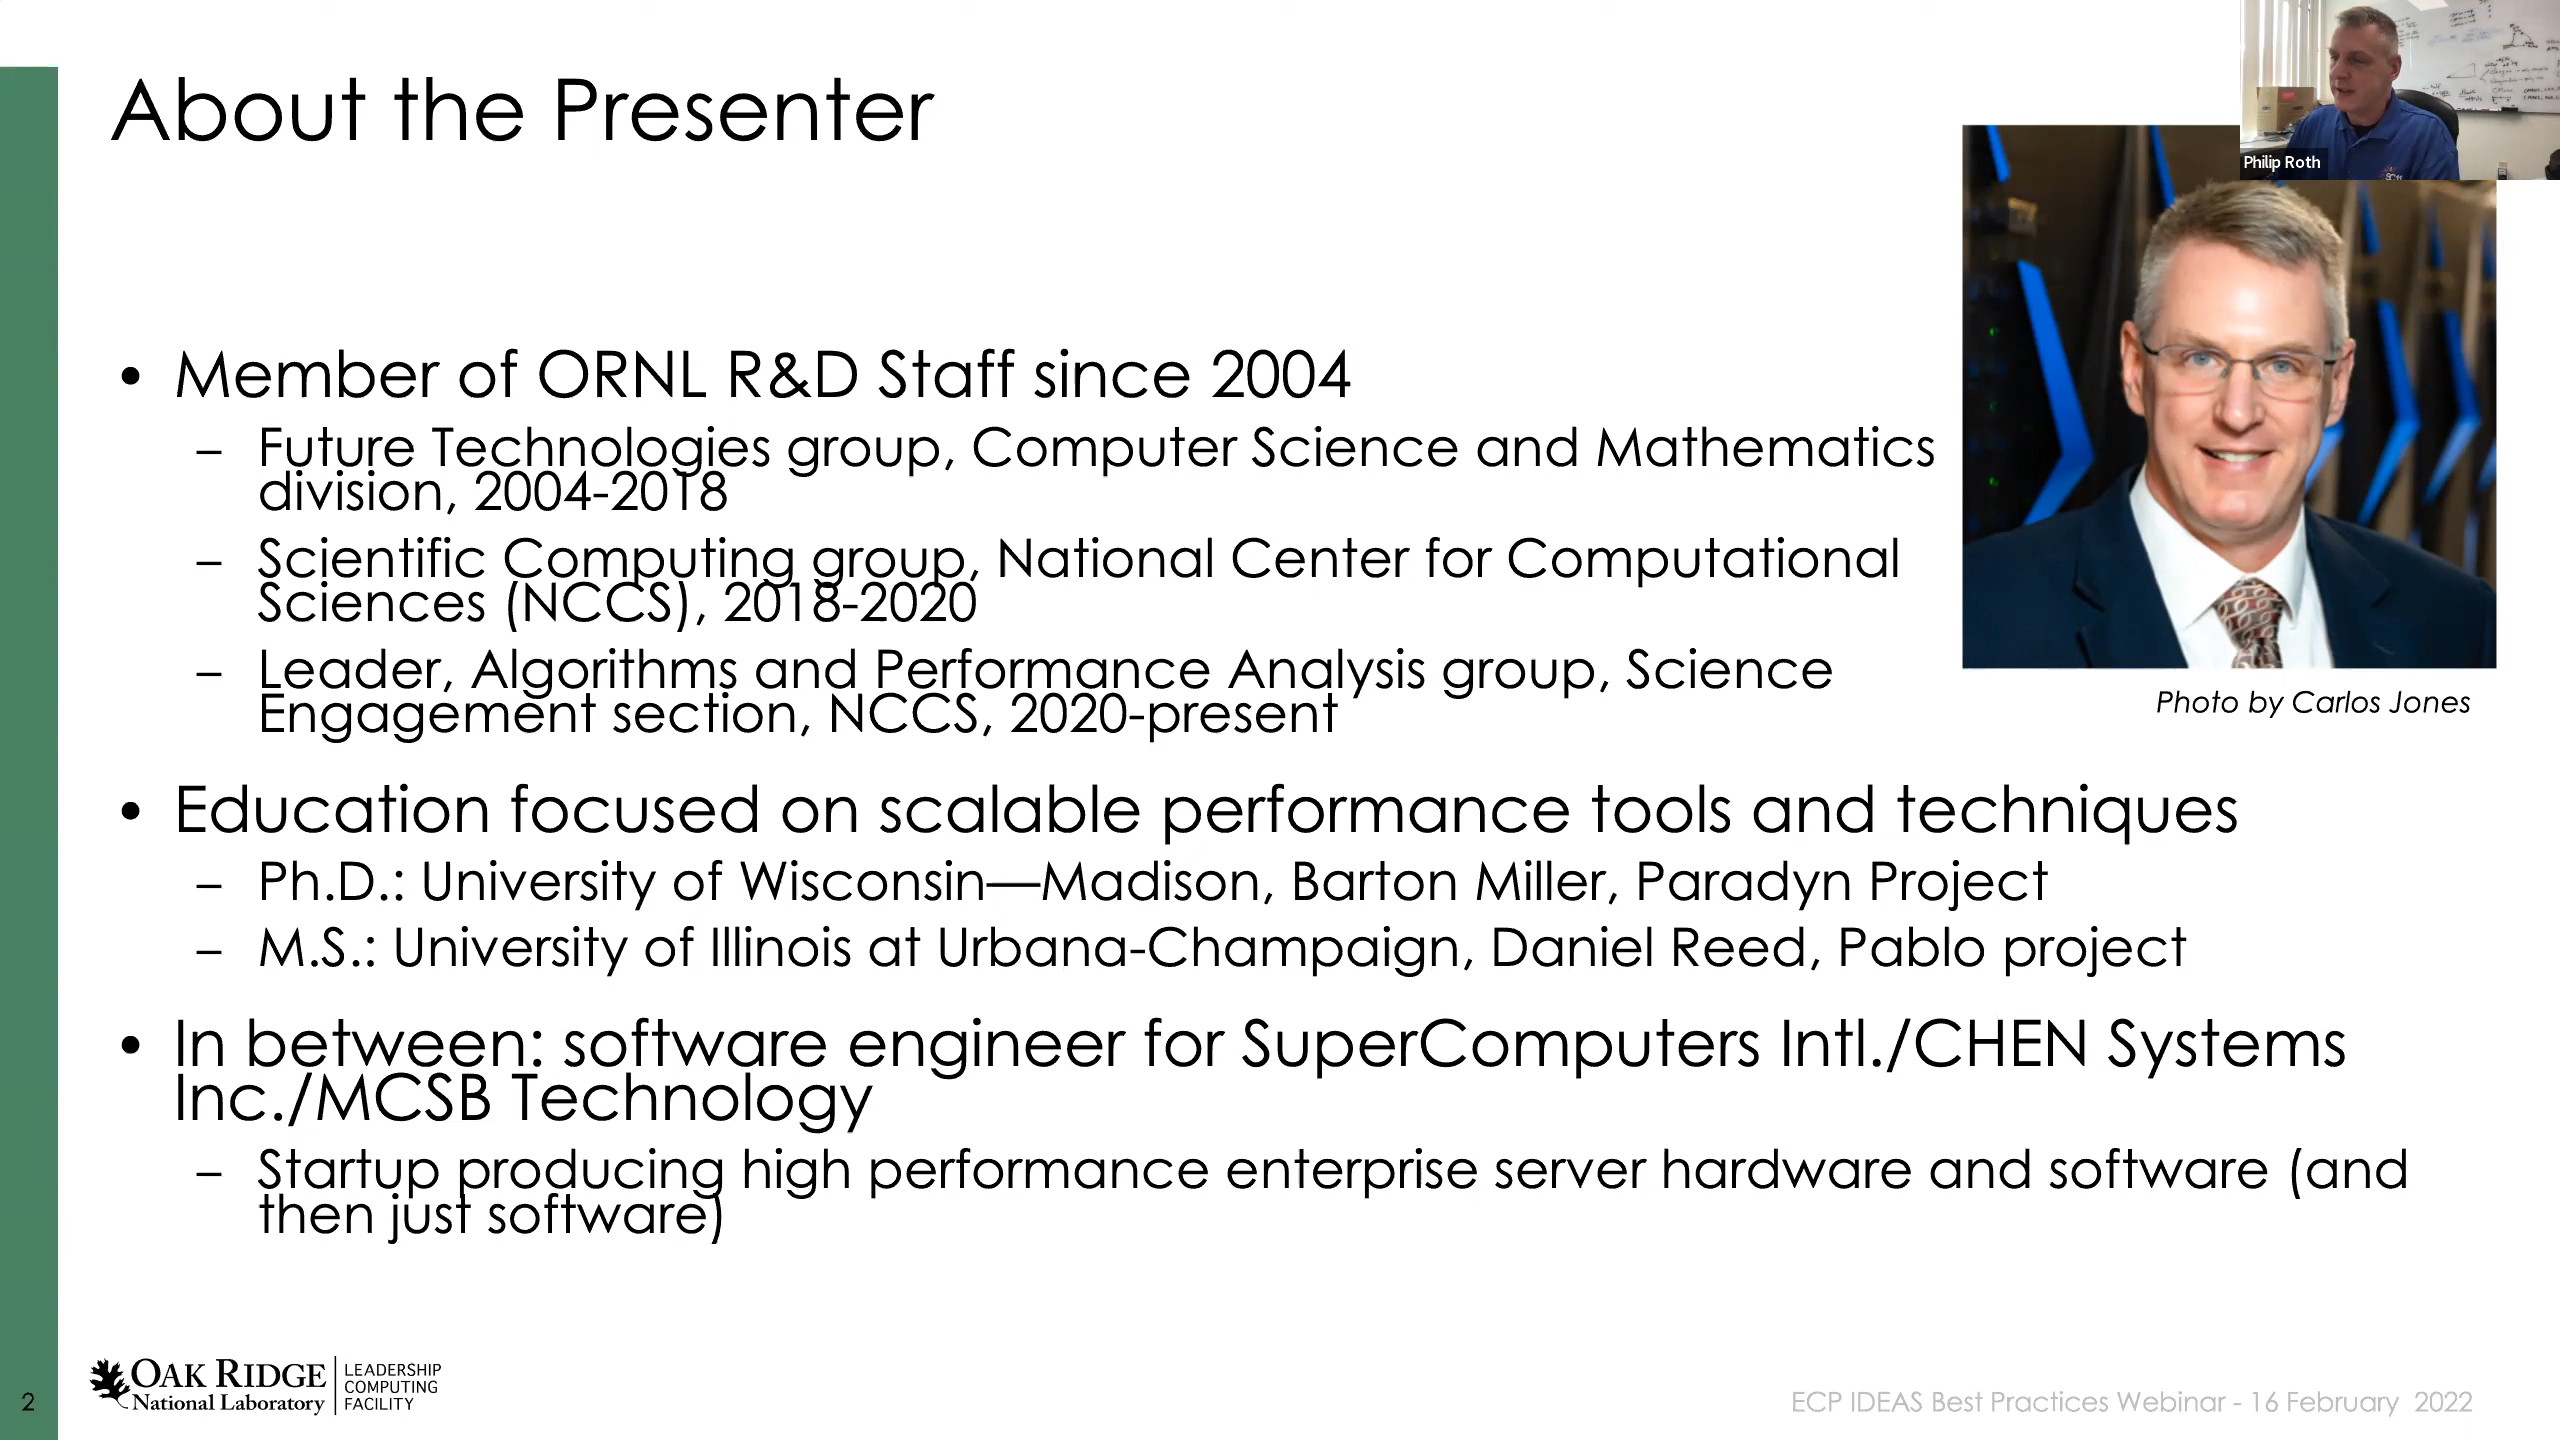 About the Presenter
Philip Roth
• Member of ORNL R&D Staff since 2004
– Future Technologies group, Computer Science and Mathematics
division, 2004-2018
– Scientific Computing group, National Center for Computational
Sciences (NCCS), 2018-2020
– Leader, Algorithms and Performance Analysis group, Science
Engagement section, NCCS, 2020-present
Photo by Carlos Jones
• Education focused on scalable performance tools and techniques
– Ph.D.: University of Wisconsin—Madison, Barton Miller, Paradyn Project
– M.S.: University of Illinois at Urbana-Champaign, Daniel Reed, Pablo project
• In between: software engineer for SuperComputers Intl./CHEN Systems
Inc./MCSB Technology
– Startup producing high performance enterprise server hardware and software (and
then just software)
2
OAK RIDGE
National Laboratory
LEADERSHIP
COMPUTING
FACILITY
ECP IDEAS Best Practices Webinar - 16 February 2022